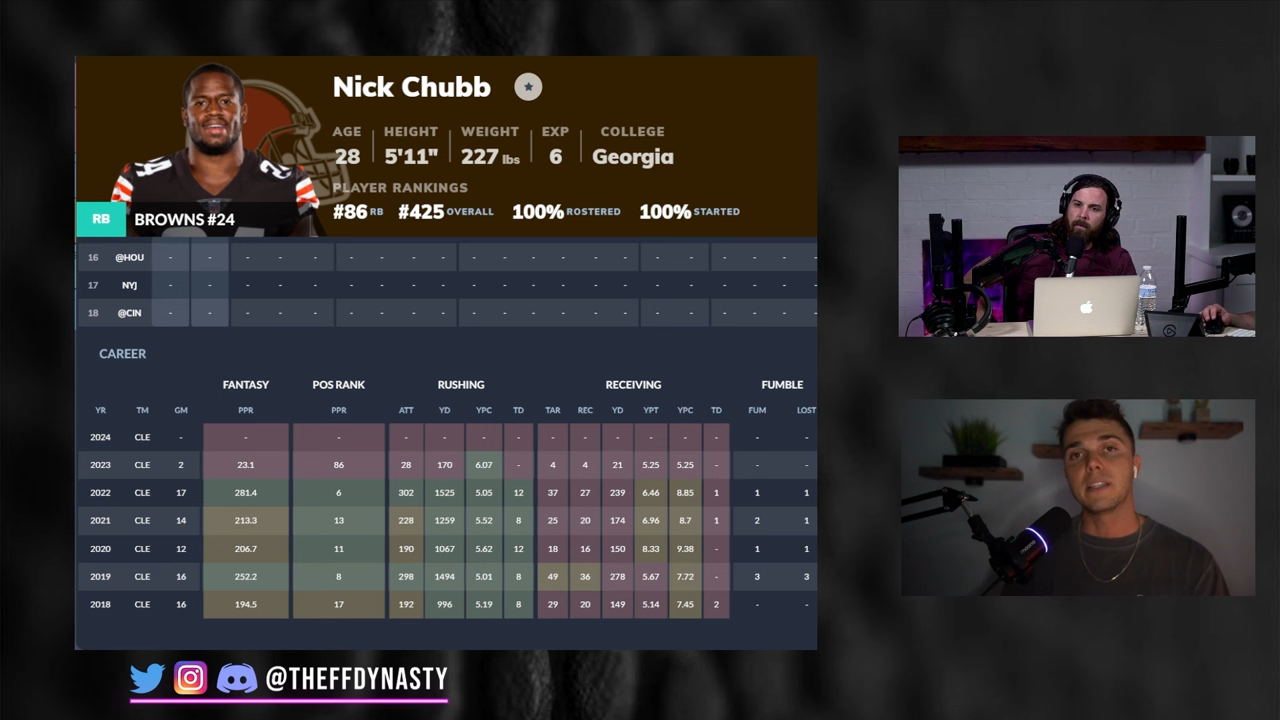 Nick Chubb
AGE HEIGHT WEIGHT EXP COLLEGE
28 5'11" 227 lbs 6 Georgia
PLAYER RANKINGS
#86 RB #425 OVERALL 100% ROSTERED 100% STARTED
RB BROWNS #24
24
16 @HOU - - - - - - - - - - - - - - - - - - - - -
17 NYJ - - - - - - - - - - - - - - - - - - - - -
18 @CIN - - - - - - - - - - - - - - - - - - - - -
CAREER
FANTASY POS RANK RUSHING RECEIVING FUMBLE
YR TM GM PPR PPR ATT YD YPC TD TAR REC YD YPT YPC TD FUM LOST
2024 CLE - - - - - - - - - - - - - - -
2023 CLE 2 23.1 86 28 170 6.07 - 4 4 21 5.25 5.25 - - -
2022 CLE 17 281.4 6 302 1525 5.05 12 37 27 239 6.46 8.85 1 1 1
2021 CLE 14 213.3 13 228 1259 5.52 8 25 20 174 6.96 8.7 1 2 1
2020 CLE 12 206.7 11 190 1067 5.62 12 18 16 150 8.33 9.38 - 1 1
2019 CLE 16 252.2 8 298 1494 5.01 8 49 36 278 5.67 7.72 - 3 3
2018 CLE 16 194.5 17 192 996 5.19 8 29 20 149 5.14 7.45 2 - -
@THEFFDYNASTY